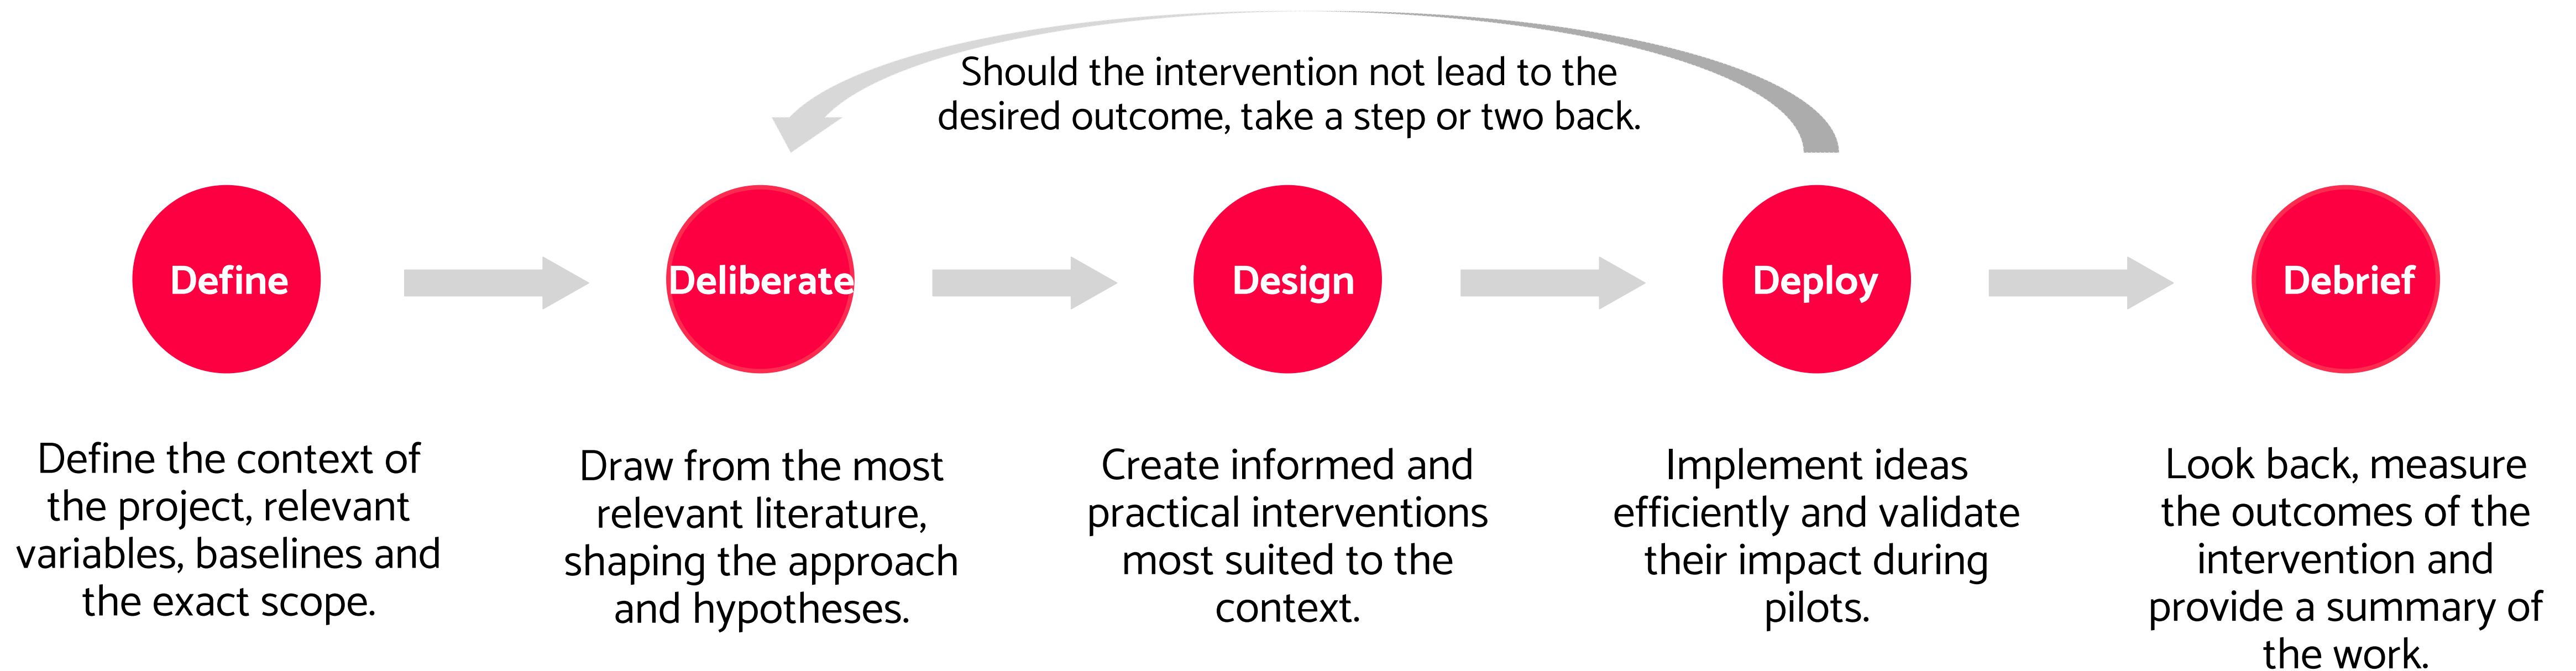 Should the intervention not lead to the
desired outcome, take a step or two back.
Define
Deliberate
Design
Deploy
Debrief
Define the context of
the project, relevant
variables, baselines and
the exact scope.
Draw from the most
relevant literature,
shaping the approach
and hypotheses.
Create informed and
practical interventions
most suited to the
context.
Implement ideas
efficiently and validate
their impact during
pilots.
Look back, measure
the outcomes of the
intervention and
provide a summary of
the work.